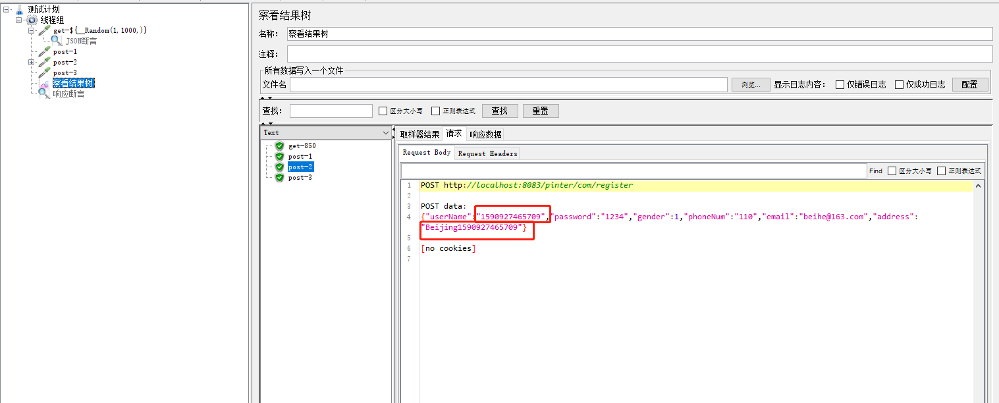 测试计划
线程组
get-${__Random(1,1000,)}
JSON断言
post-1
post-2
post-3
察看结果树
响应断言
察看结果树
名称： 察看结果树
注释：
所有数据写入一个文件
文件名 浏览... 显示日志内容： 仅错误日志 仅成功日志 配置
查找： 区分大小写 正则表达式 查找 重置
Text
get-850
post-1
post-2
post-3
取样器结果 请求 响应数据
Request Body Request Headers
Find 区分大小写 正则表达式
1 POST http://localhost:8083/pinter/com/register
2
3 POST data:
4 {"userName":"1590927465709","password":"1234","gender":1,"phoneNum":"110","email":"beihe@163.com","address":
"Beijing1590927465709"}
5
6 [no cookies]
7